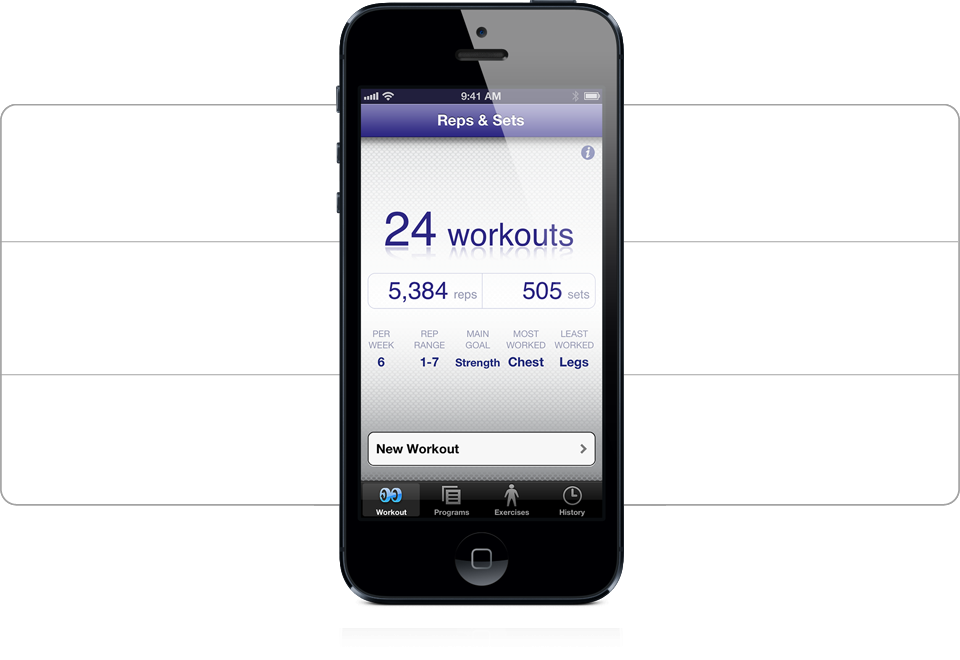 9:41 AM
Reps & Sets
i
24 workouts
5,384 reps 505 sets
PER WEEK REP RANGE MAIN GOAL MOST WORKED LEAST WORKED
6 1-7 Strength Chest Legs
New Workout
Workout Programs Exercises History